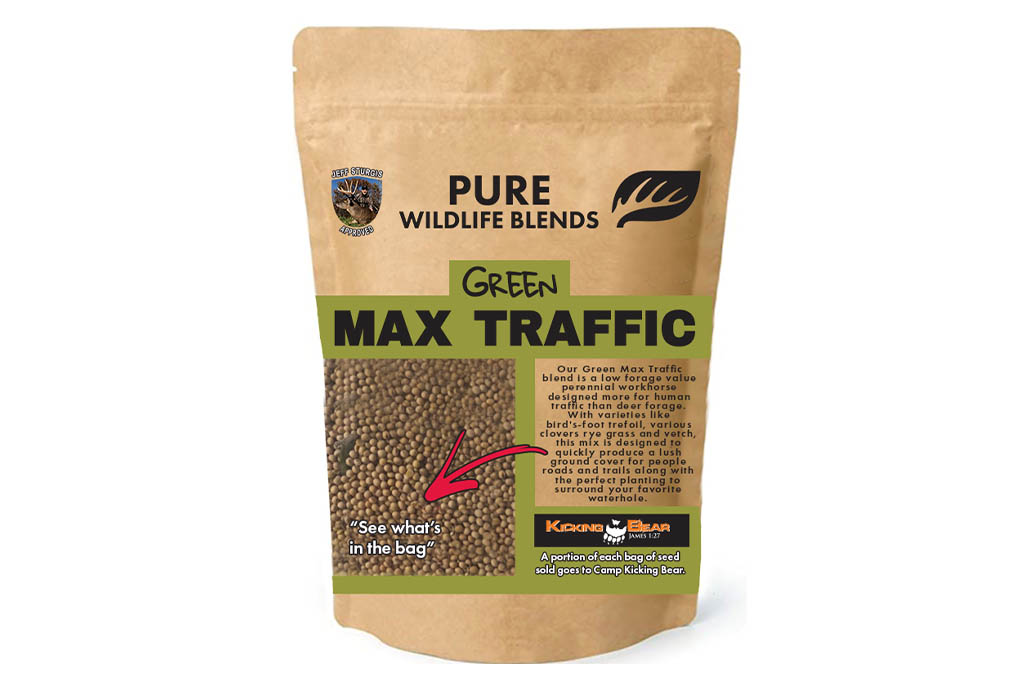 JEFF STURGIS
APPROVED
PURE
WILDLIFE BLENDS
GREEN
MAX TRAFFIC
Our Green Max Traffic
blend is a low forage value
perennial workhorse
designed more for human
traffic than deer forage.
With varieties like
bird's-foot trefoil, various
clovers rye grass and vetch,
this mix is designed to
quickly produce a lush
ground cover for people
roads and trails along with
the perfect planting to
surround your favorite
waterhole.
"See what's
in the bag"
KICKING BEAR
JAMES 1:27
A portion of each bag of seed
sold goes to Camp Kicking Bear.